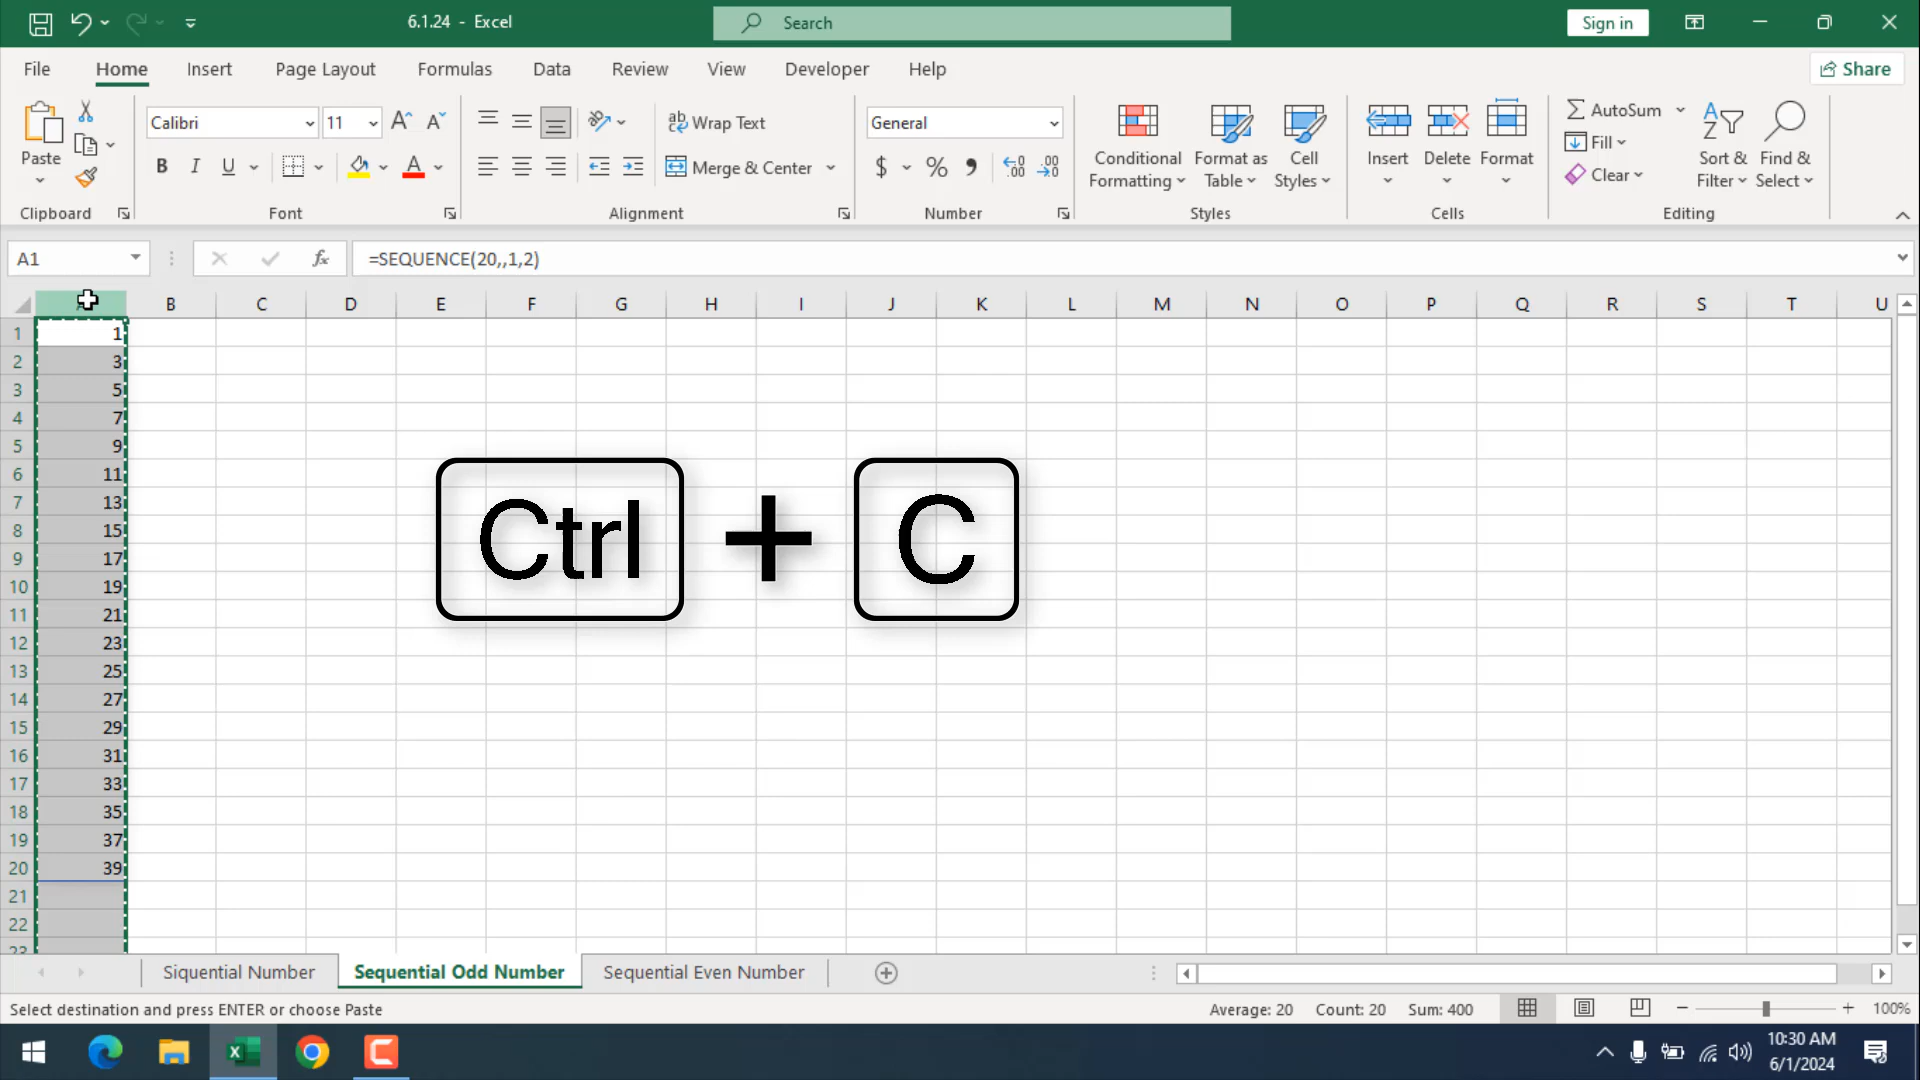 6.1.24 - Excel
Search
Sign in
File Home Insert Page Layout Formulas Data Review View Developer Help
Share
Paste
Clipboard
Calibri 11
B I U
Font
Wrap Text
Merge & Center
Alignment
General
$ % 
Number
Conditional Formatting
Format as Table
Cell Styles
Styles
Insert Delete Format
Cells
AutoSum
Fill
Clear
Sort & Filter
Find & Select
Editing
A1
fx
=SEQUENCE(20,,1,2)
B C D E F G H I J K L M N O P Q R S T U
1 1
2 3
3 5
4 7
5 9
6 11
7 13
8 15
9 17
10 19
11 21
12 23
13 25
14 27
15 29
16 31
17 33
18 35
19 37
20 39
21
22
23
Ctrl + C
Siquential Number Sequential Odd Number Sequential Even Number
Select destination and press ENTER or choose Paste
Average: 20 Count: 20 Sum: 400
100%
10:30 AM
6/1/2024